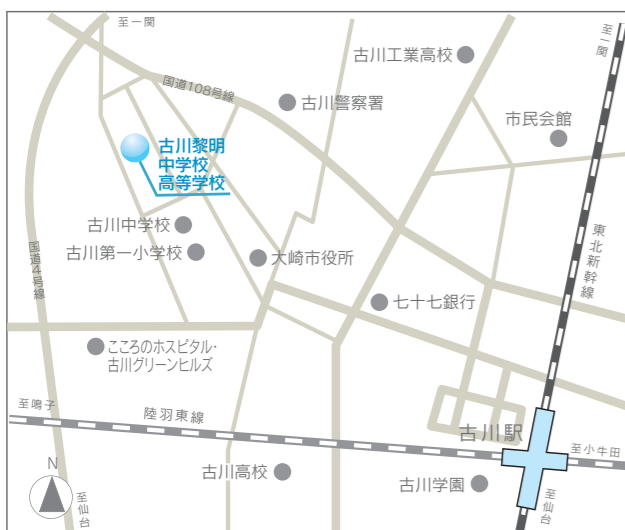 至一関
古川工業高校
至一関
国道108号線
古川警察署
市民会館
古川黎明
中学校
高等学校
古川中学校
古川第一小学校
大崎市役所
東北新幹線
国道4号線
七十七銀行
こころのホスピタル・
古川グリーンヒルズ
至鳴子
陸羽東線
古川駅
至小牛田
N
古川高校
古川学園
至仙台
至仙台